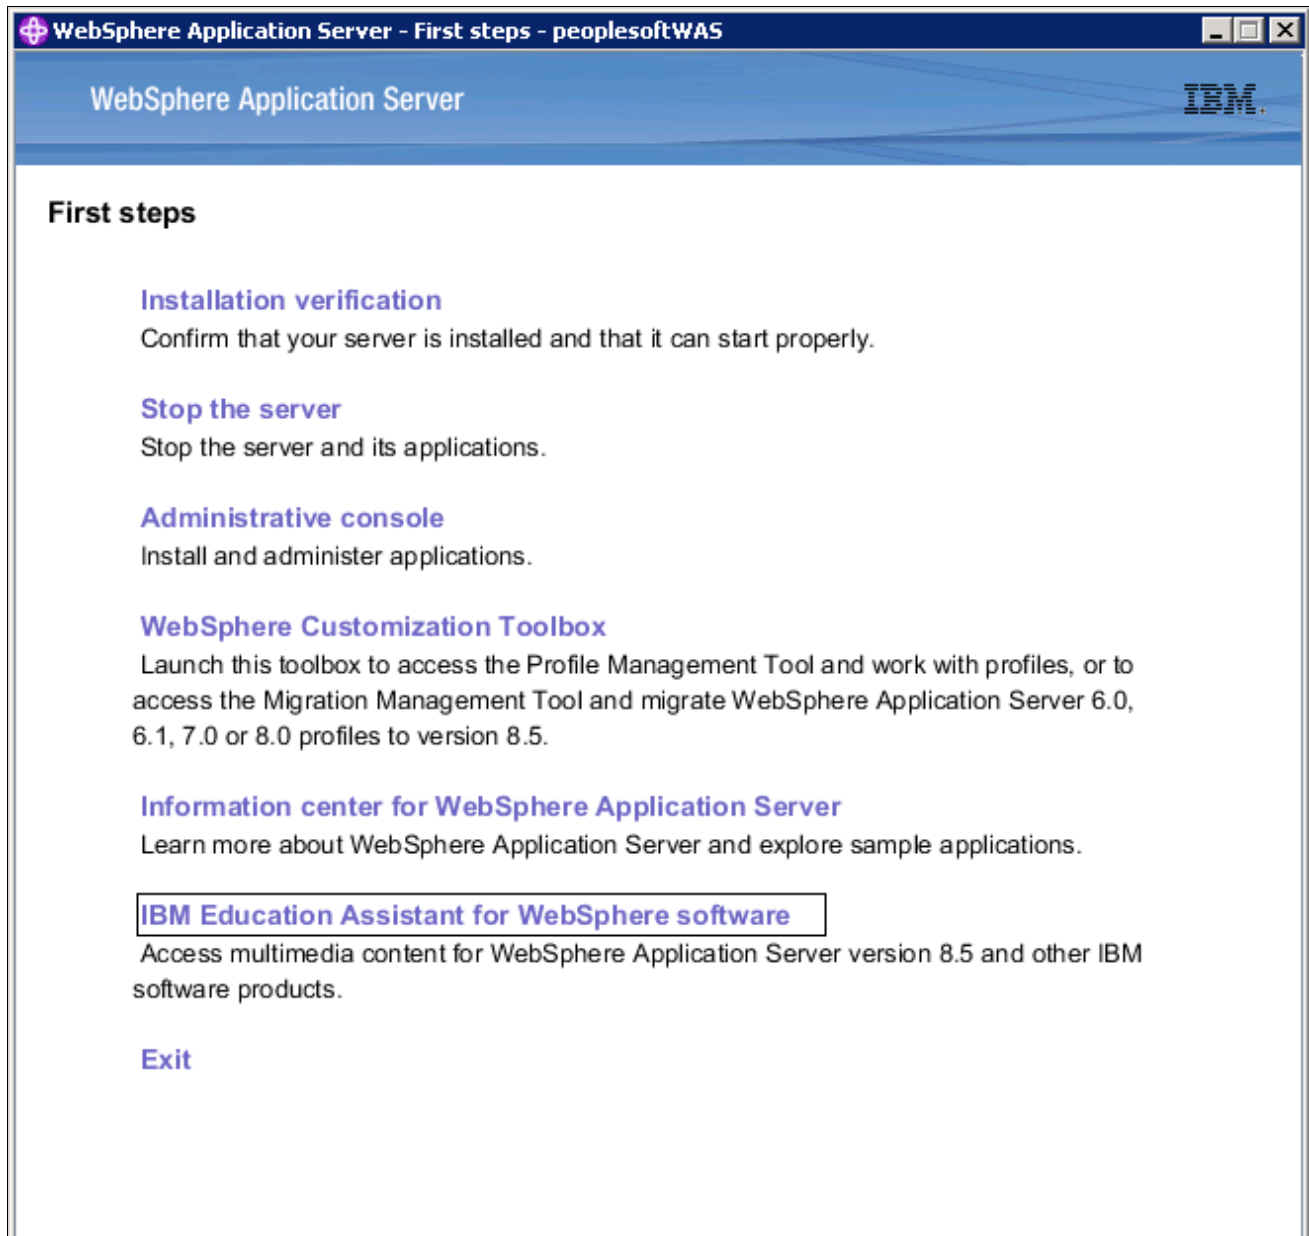 WebSphere Application Server - First steps - peoplesoftWAS
WebSphere Application Server
IBM.
First steps
Installation verification
Confirm that your server is installed and that it can start properly.
Stop the server
Stop the server and its applications.
Administrative console
Install and administer applications.
WebSphere Customization Toolbox
Launch this toolbox to access the Profile Management Tool and work with profiles, or to
access the Migration Management Tool and migrate WebSphere Application Server 6.0,
6.1, 7.0 or 8.0 profiles to version 8.5.
Information center for WebSphere Application Server
Learn more about WebSphere Application Server and explore sample applications.
IBM Education Assistant for WebSphere software
Access multimedia content for WebSphere Application Server version 8.5 and other IBM
software products.
Exit